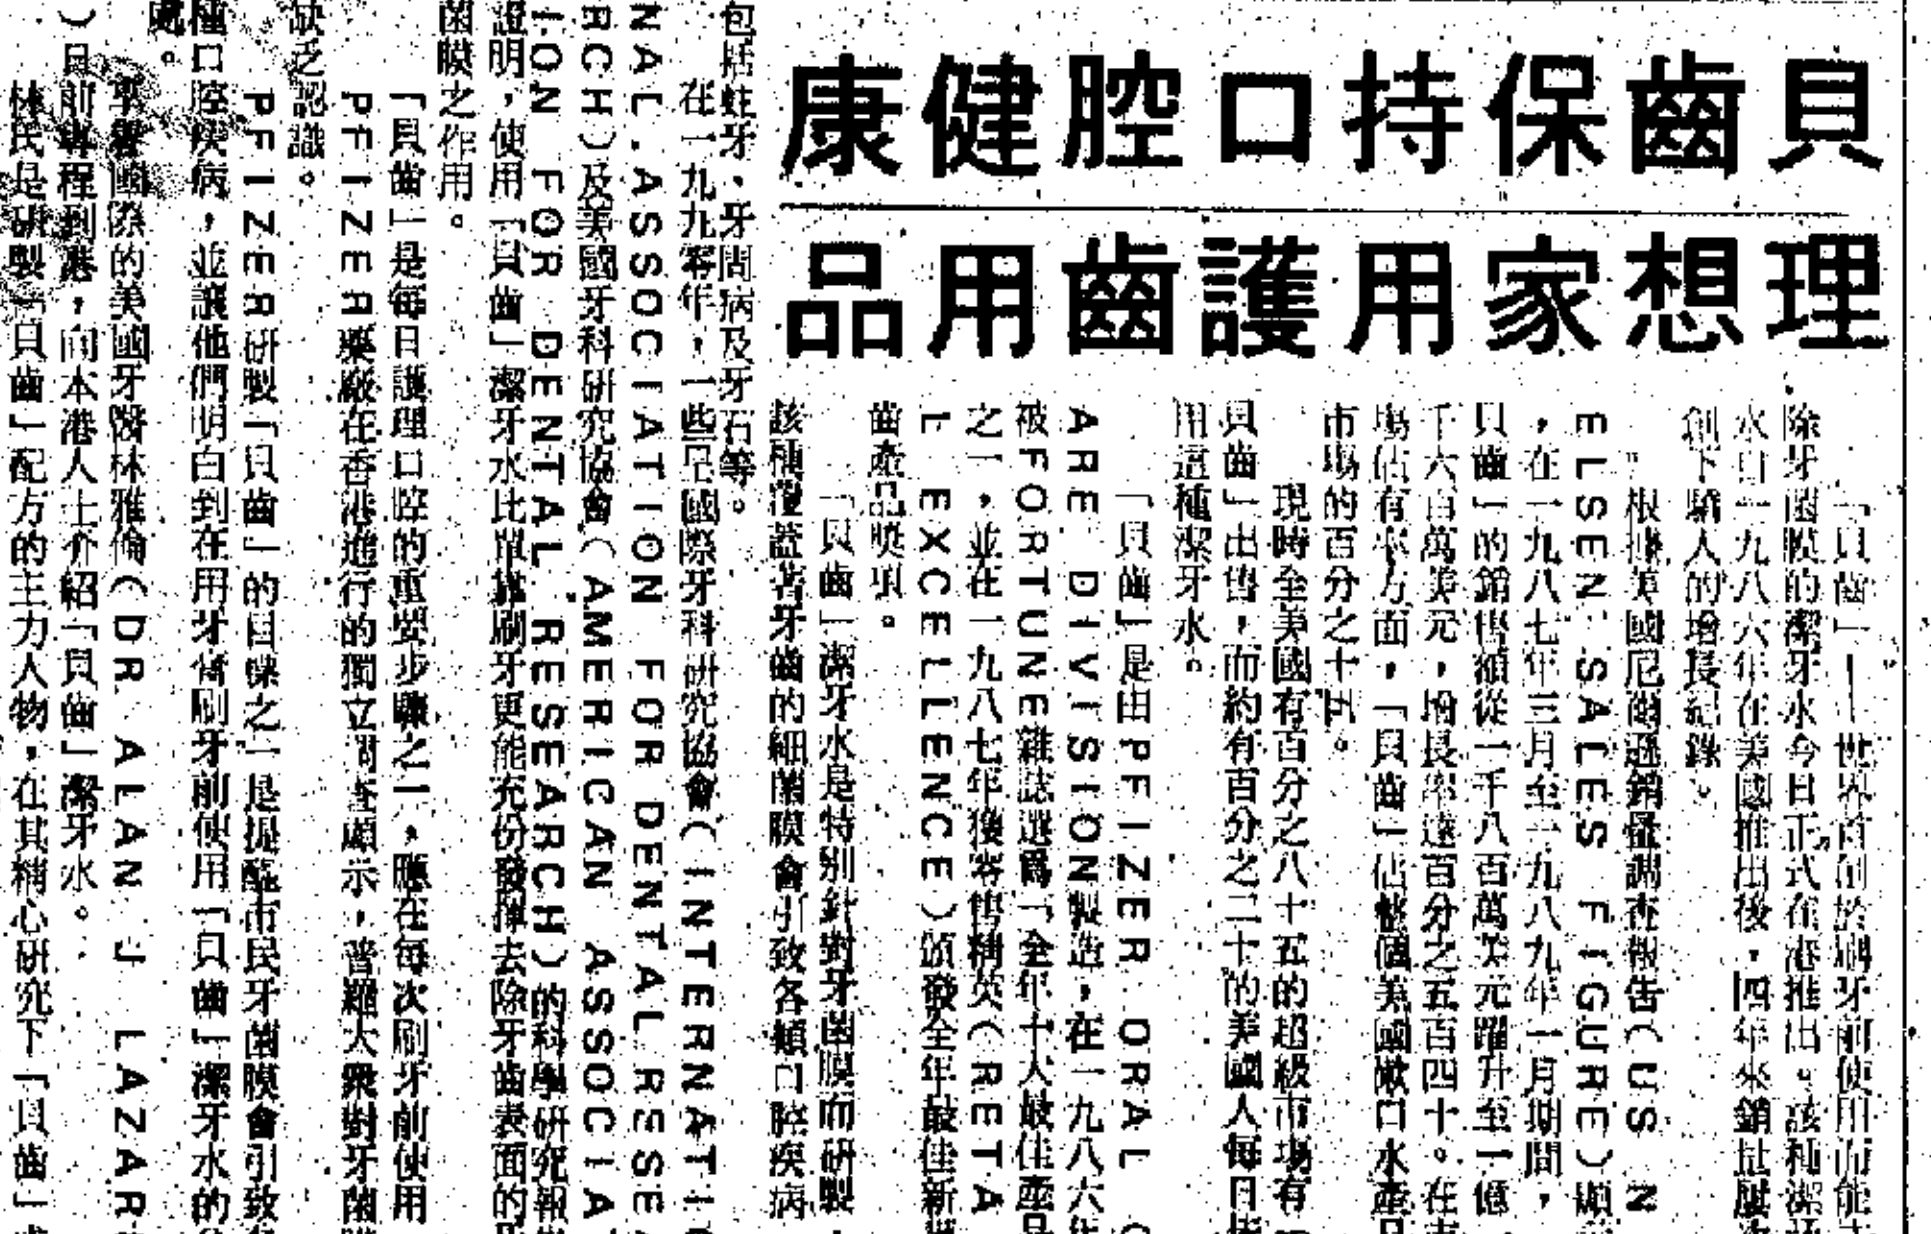 貝齒保持口腔健康
理想家用護齒用品
「貝齒」——世界首創於刷牙前使用而能
除牙菌膜的潔牙水今日正式在港推出。該種潔牙
水自一九八六年在美國推出後，四年來銷量屢
創下驕人的增長紀錄。
根據美國尼爾遜銷量調查報告（US N
ELSEN SALES FIGURE）顯
，在一九八七年三月至一九八九年一月期間，
貝齒」的銷售額從一千八百萬美元躍升至一億
千六百萬美元，增長率達百分之五百四十。在市
場佔有率方面，「貝齒」佔整個美國漱口水產品
市場的百分之十四。
現時全美國有百分之八十五的超級市場有
貝齒」出售，而約有百分之二十的美國人每日使
用這種潔牙水。
「貝齒」是由PFIZER ORAL C
ARE DIVISION製造，在一九八六年
被FORTUNE雜誌選爲「全年十大最佳產品
之一，並在一九八七年獲零售精英（RETA
L EXCELLENCE）頒發全年最佳新
齒產品獎項。
「貝齒」潔牙水是特別針對牙菌膜而研製，
該種覆蓋着牙齒的細菌膜會引致各類口腔疾病
包括蛀牙、牙周病及牙石等。
在一九九零年，一些是國際牙科研究協會（INTERNATIO
NAL ASSOCIATION FOR DENTAL RSEA
RCH）及美國牙科研究協會（AMERICAN ASSOCIA
ION FOR DENTAL RESEARCH）的科學研究報
證明，使用「貝齒」潔牙水比單靠刷牙更能充份發揮去除牙齒表面的
菌膜之作用。
「貝齒」是每日護理口腔的重要步驟之一，應在每次刷牙前使用
PFIZER藥廠在香港進行的獨立調查顯示，普羅大衆對牙菌
缺乏認識。
PFIZER研製「貝齒」的目標之一是提醒市民牙菌膜會引致
種口腔疾病，並讓他們明白到在用牙膏刷牙前使用「貝齒」潔牙水的
處。
享譽國際的美國牙醫林雅倫（DR ALAN J LAZAR
）日前專程到港，向本港人士介紹「貝齒」潔牙水。
林氏是研製「貝齒」配方的主力人物，在其精心研究下「貝齒」